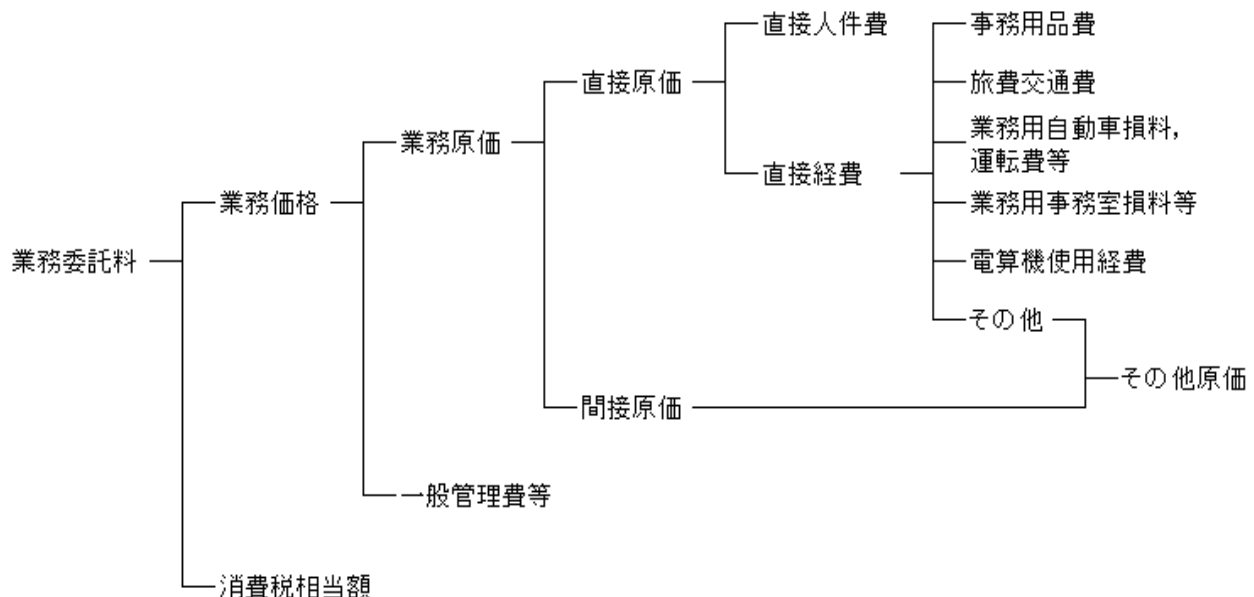 直接人件費
事務用品費
直接原価
旅費交通費
業務原価
業務用自動車損料,
運転費等
直接経費
業務価格
業務用事務室損料等
業務委託料
電算機使用経費
その他
その他原価
間接原価
一般管理費等
消費税相当額